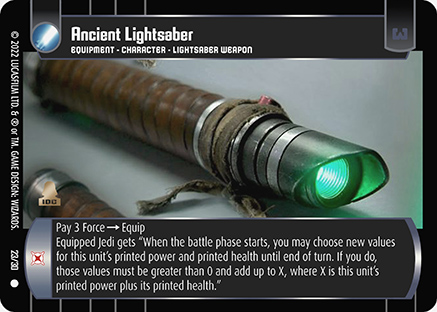 Ancient Lightsaber
EQUIPMENT - CHARACTER - LIGHTSABER WEAPON
W
© 2022 LUCASFILM LTD. & ® or TM. GAME DESIGN: WIZARDS.
IDC
23/30
Pay 3 Force → Equip
Equipped Jedi gets “When the battle phase starts, you may choose new values
for this unit’s printed power and printed health until end of turn. If you do,
those values must be greater than 0 and add up to X, where X is this unit’s
printed power plus its printed health.”